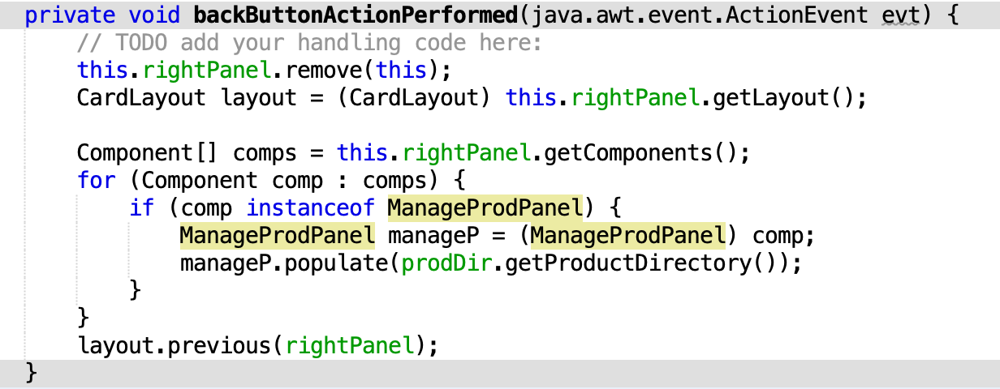 private void backButtonActionPerformed(java.awt.event.ActionEvent evt) {
    // TODO add your handling code here:
    this.rightPanel.remove(this);
    CardLayout layout = (CardLayout) this.rightPanel.getLayout();

    Component[] comps = this.rightPanel.getComponents();
    for (Component comp : comps) {
        if (comp instanceof ManageProdPanel) {
            ManageProdPanel manageP = (ManageProdPanel) comp;
            manageP.populate(prodDir.getProductDirectory());
        }
    }
    layout.previous(rightPanel);
}